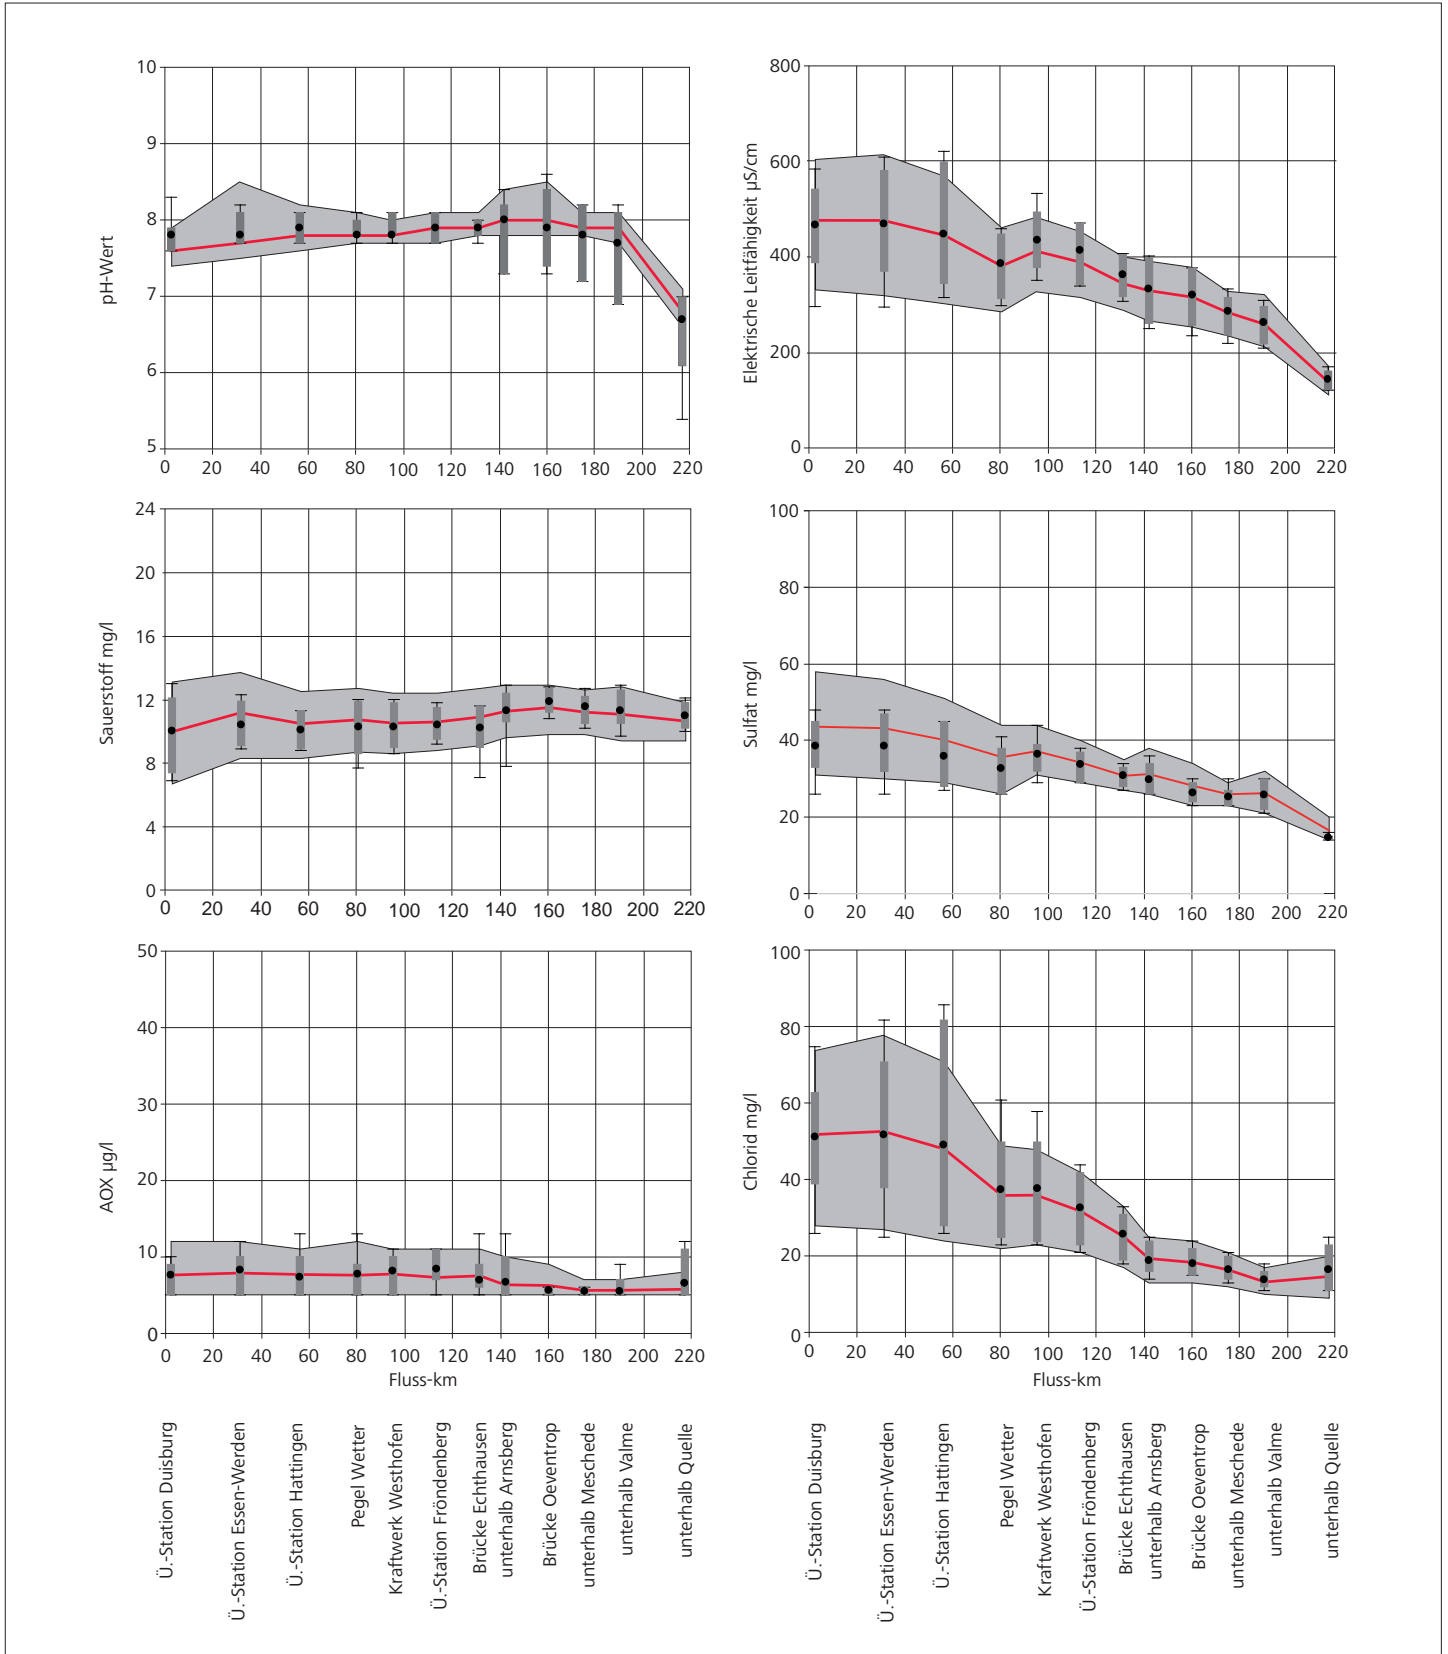 pH-Wert
10
9
8
7
6
5
0 20 40 60 80 100 120 140 160 180 200 220
Elektrische Leitfähigkeit µS/cm
800
600
400
200
0
0 20 40 60 80 100 120 140 160 180 200 220
Sauerstoff mg/l
24
20
16
12
8
4
0
0 20 40 60 80 100 120 140 160 180 200 220
Sulfat mg/l
100
80
60
40
20
0
0 20 40 60 80 100 120 140 160 180 200 220
AOX µg/l
50
40
30
20
10
0
0 20 40 60 80 100 120 140 160 180 200 220
Fluss-km
Chlorid mg/l
100
80
60
40
20
0
0 20 40 60 80 100 120 140 160 180 200 220
Fluss-km
Ü.-Station Duisburg
Ü.-Station Essen-Werden
Ü.-Station Hattingen
Pegel Wetter
Kraftwerk Westhofen
Ü.-Station Fröndenberg
Brücke Echthausen
unterhalb Arnsberg
Brücke Oeventrop
unterhalb Meschede
unterhalb Valme
unterhalb Quelle
Ü.-Station Duisburg
Ü.-Station Essen-Werden
Ü.-Station Hattingen
Pegel Wetter
Kraftwerk Westhofen
Ü.-Station Fröndenberg
Brücke Echthausen
unterhalb Arnsberg
Brücke Oeventrop
unterhalb Meschede
unterhalb Valme
unterhalb Quelle